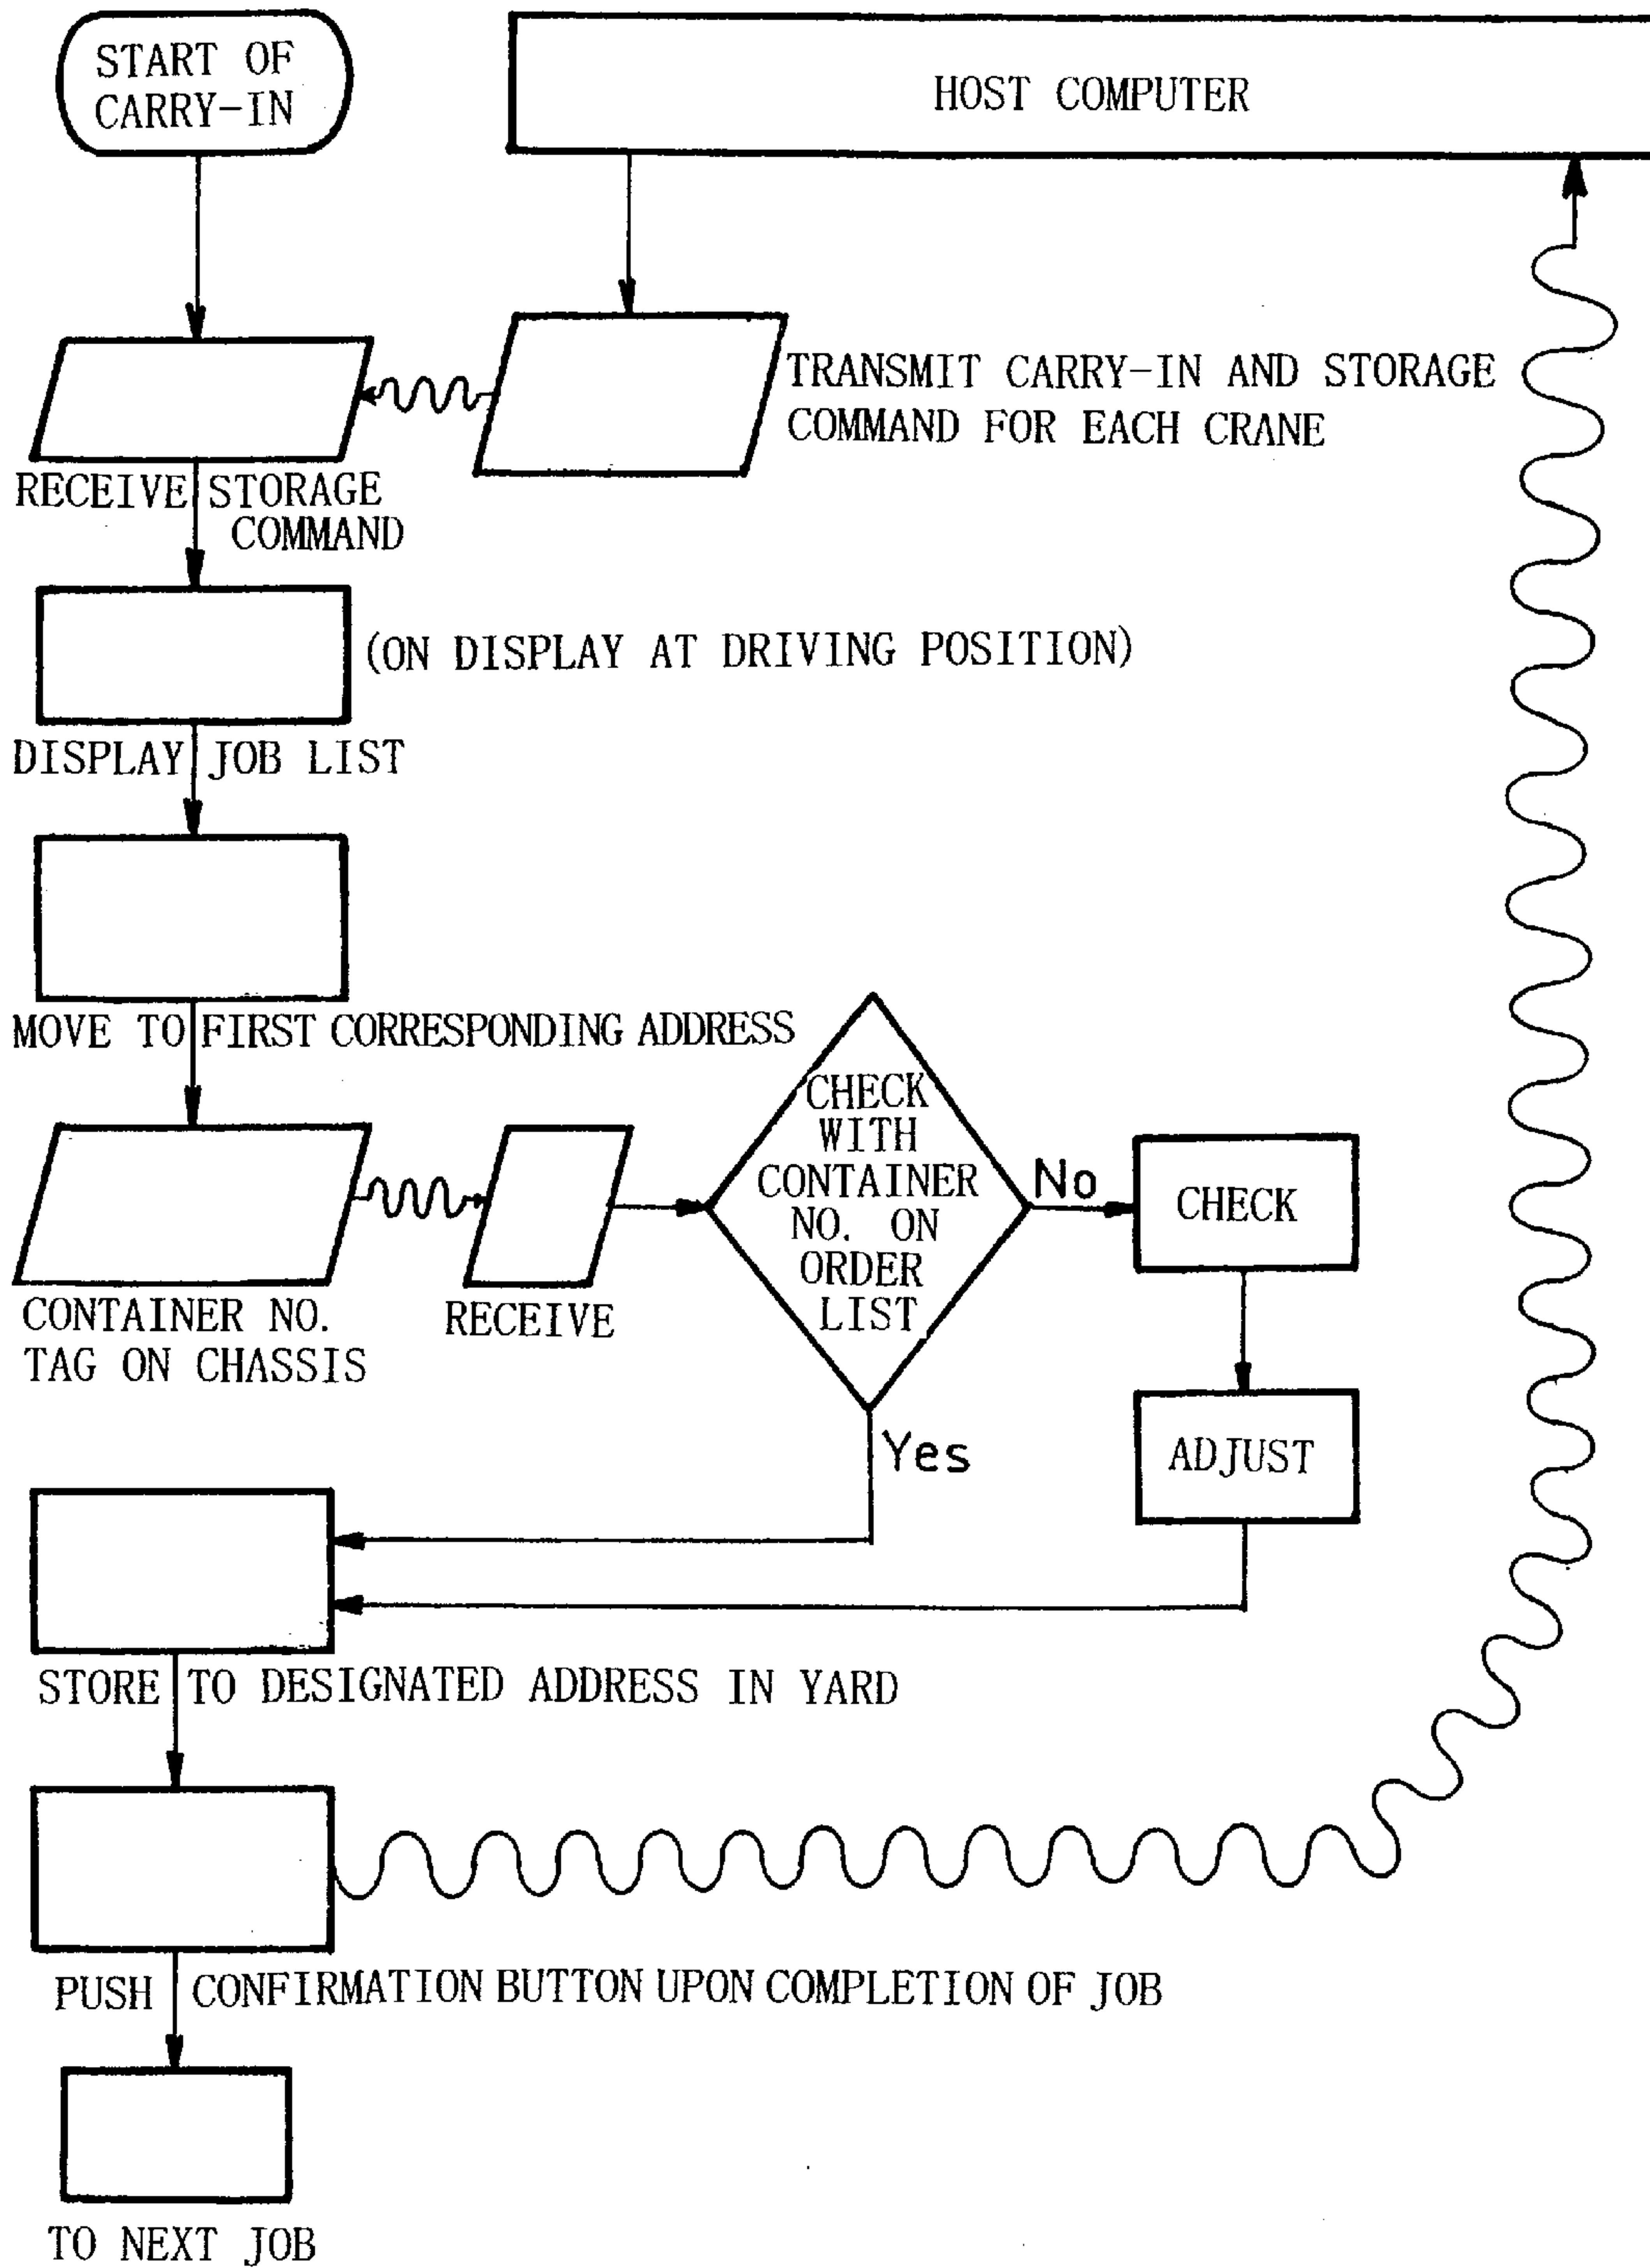 START OF
CARRY-IN
HOST COMPUTER
TRANSMIT CARRY-IN AND STORAGE
COMMAND FOR EACH CRANE
RECEIVE STORAGE
COMMAND
(ON DISPLAY AT DRIVING POSITION)
DISPLAY JOB LIST
MOVE TO FIRST CORRESPONDING ADDRESS
CHECK
WITH
CONTAINER
NO. ON
ORDER
LIST
No
CHECK
CONTAINER NO.
TAG ON CHASSIS
RECEIVE
Yes
ADJUST
STORE TO DESIGNATED ADDRESS IN YARD
PUSH CONFIRMATION BUTTON UPON COMPLETION OF JOB
TO NEXT JOB